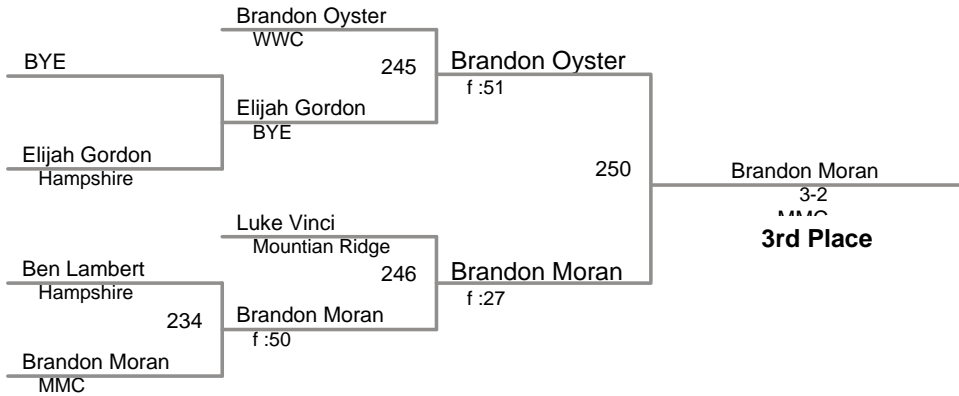 Brandon Oyster
WWC
BYE
245
Brandon Oyster
f :51
Elijah Gordon
BYE
Elijah Gordon
Hampshire
250
Brandon Moran
3-2
MMC
3rd Place
Luke Vinci
Mountian Ridge
Ben Lambert
Hampshire
246
Brandon Moran
f :27
234
Brandon Moran
f :50
Brandon Moran
MMC